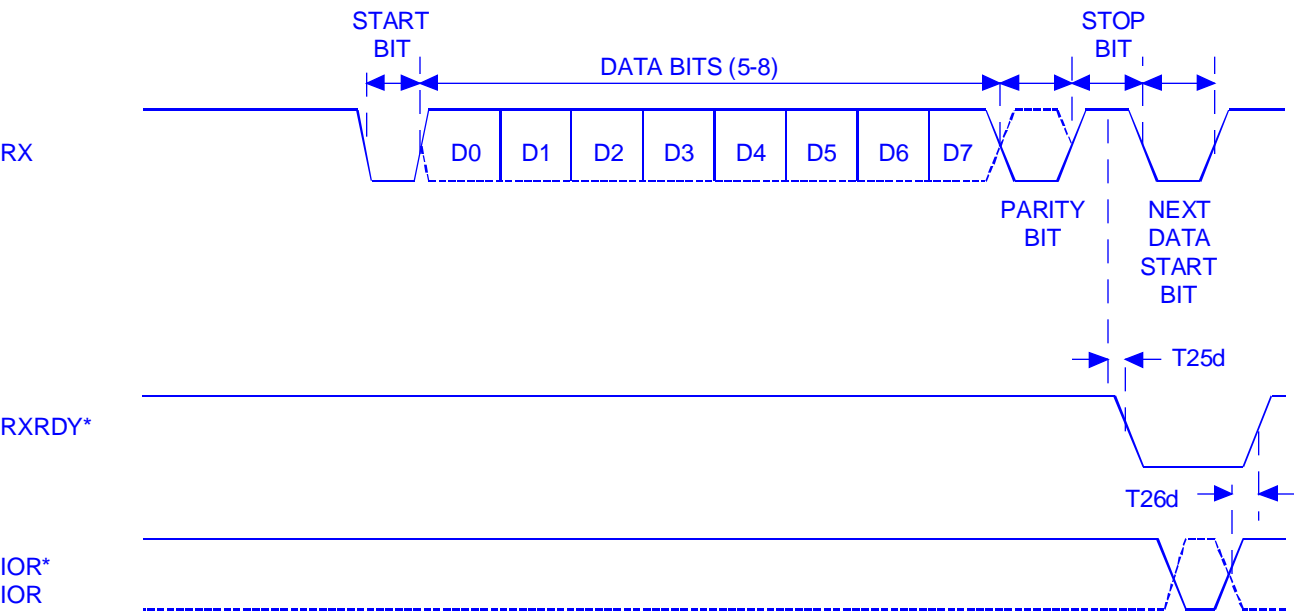 START
BIT
STOP
BIT
DATA BITS (5-8)
RX
D0 D1 D2 D3 D4 D5 D6 D7
PARITY
BIT
NEXT
DATA
START
BIT
T25d
RXRDY*
T26d
IOR*
IOR